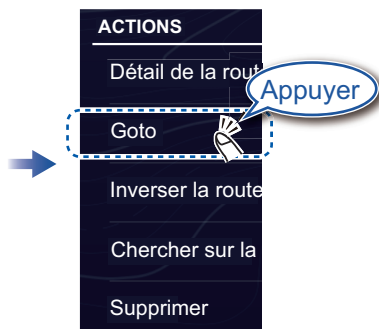 ACTIONS
Détail de la rout
Appuyer
Goto
Inverser la route
Chercher sur la
Supprimer